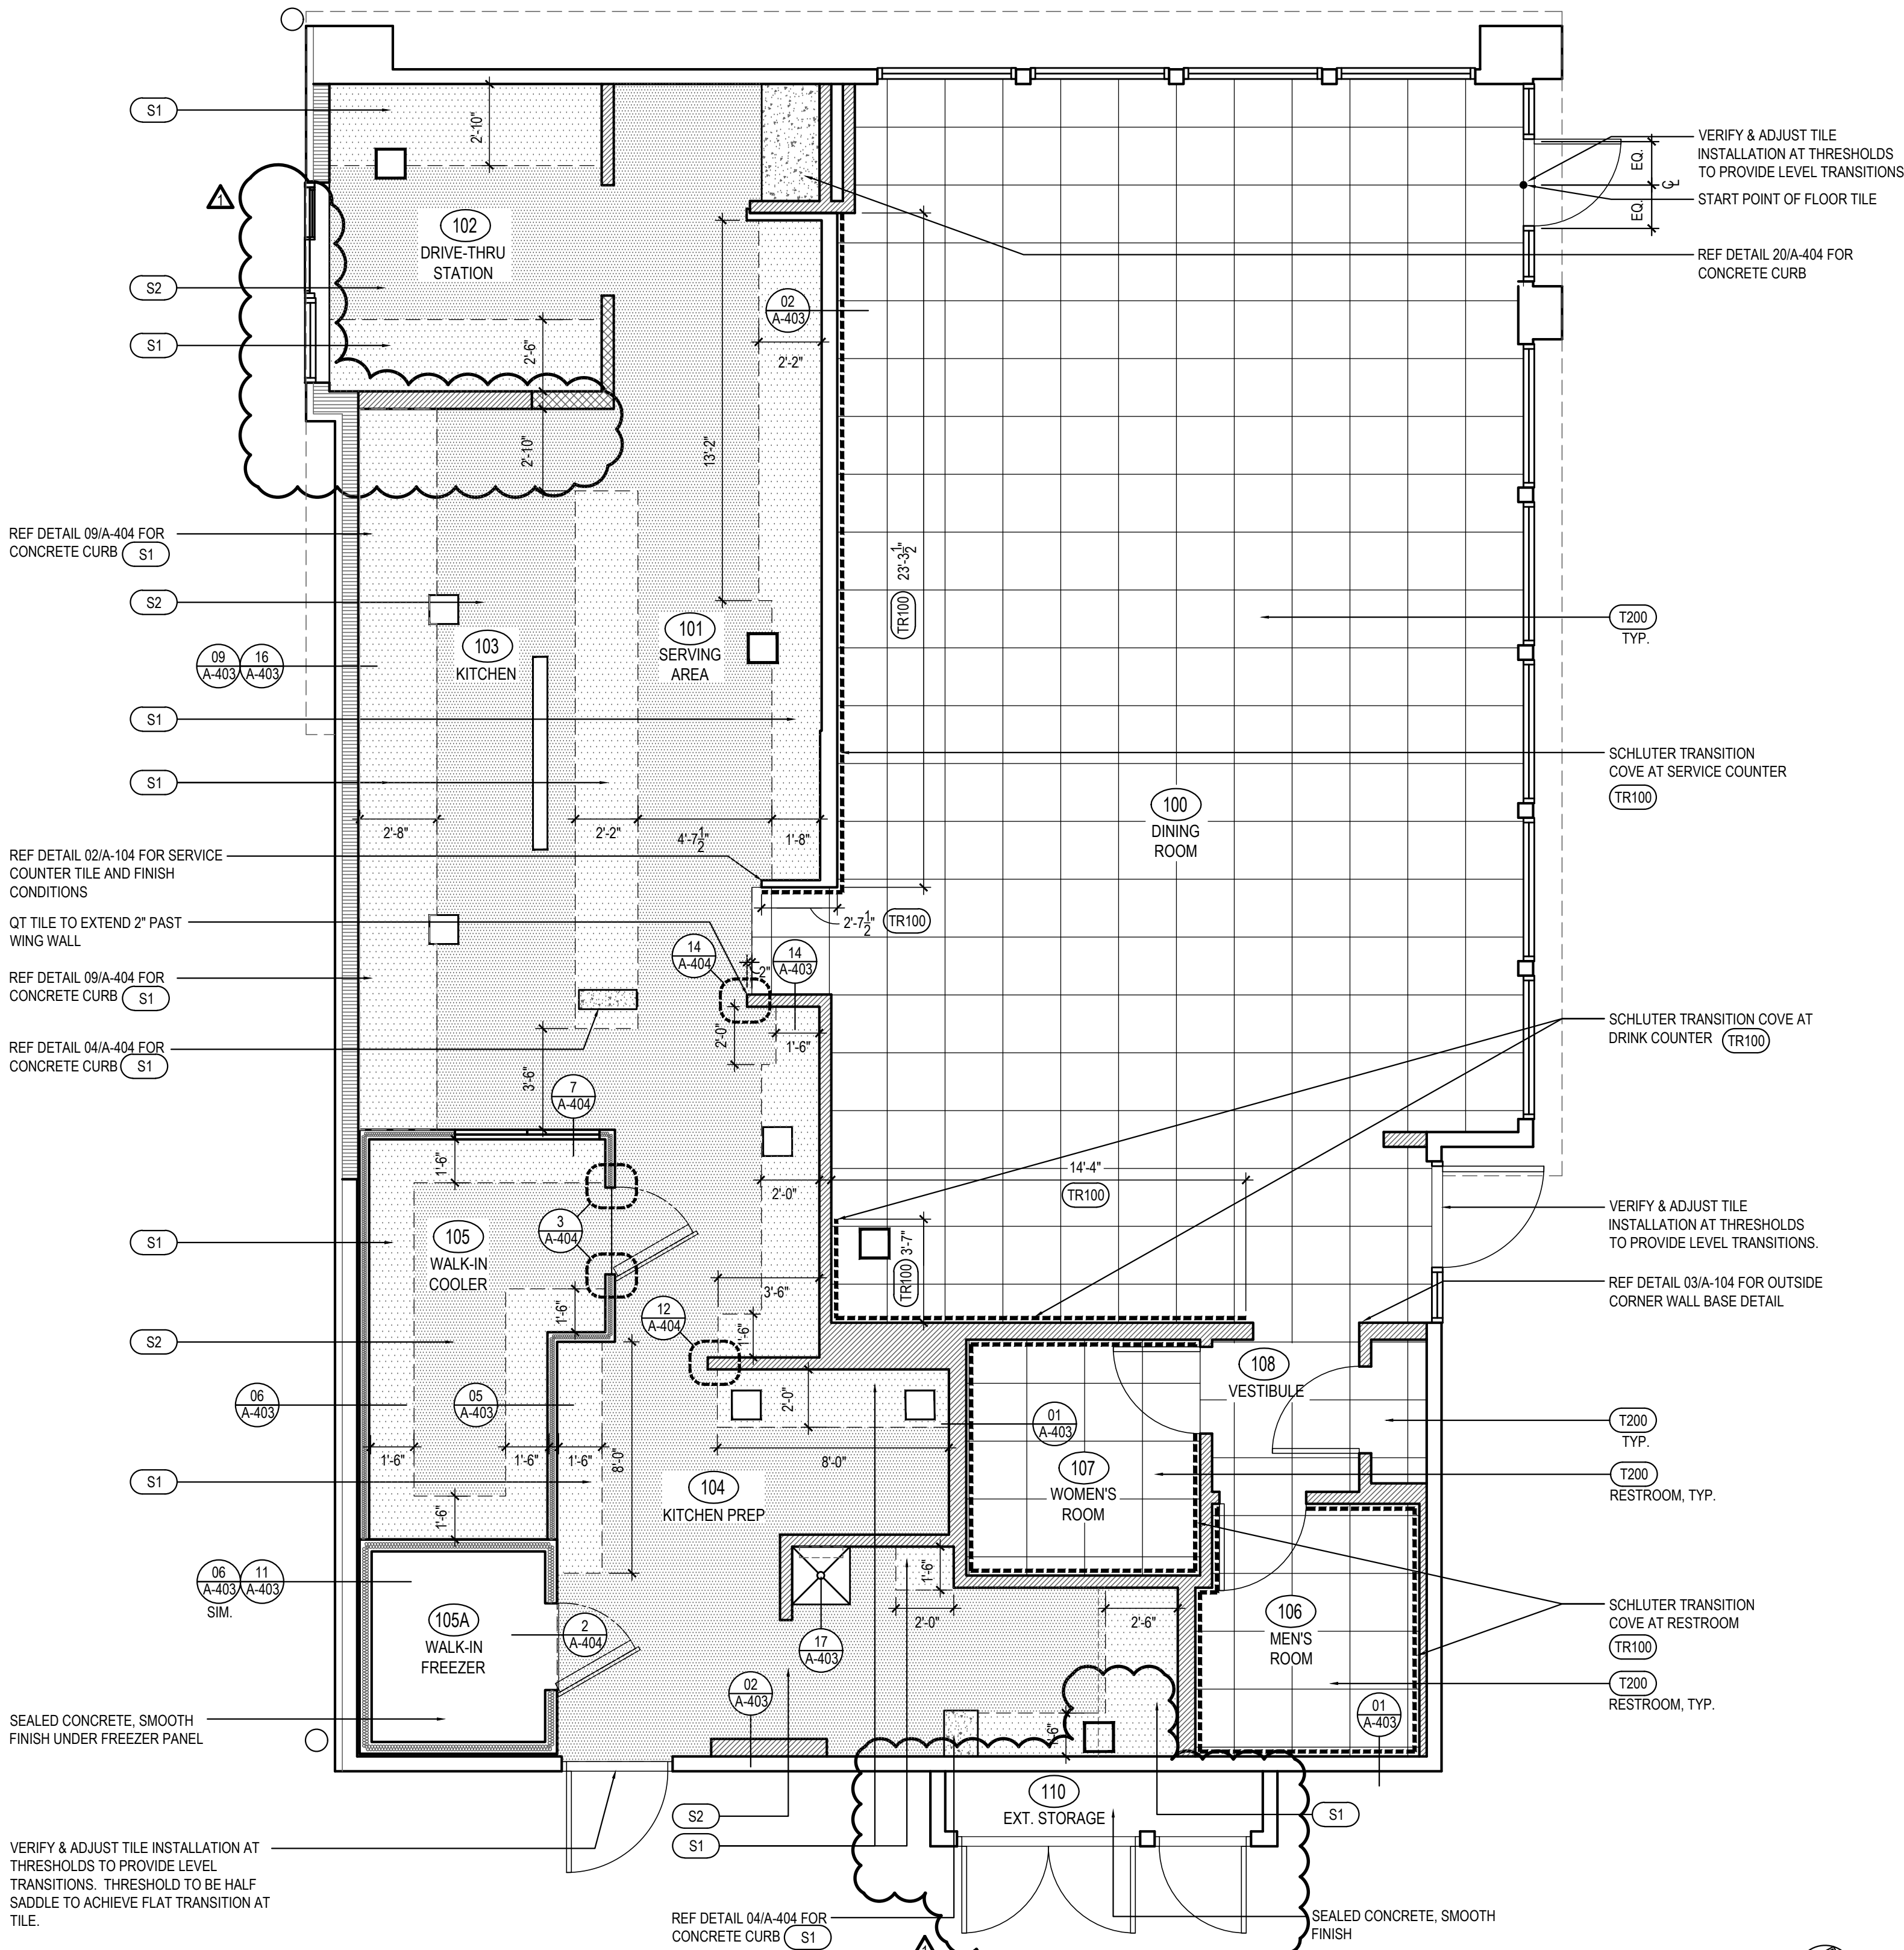 S1
2'-10"
1
102
DRIVE-THRU
STATION
S2
S1
2'-6"
2'-10"
02
A-403
2'-2"
13'-2"
EQ.
EQ.
VERIFY & ADJUST TILE
INSTALLATION AT THRESHOLDS
TO PROVIDE LEVEL TRANSITIONS
START POINT OF FLOOR TILE
REF DETAIL 20/A-404 FOR
CONCRETE CURB
REF DETAIL 09/A-404 FOR
CONCRETE CURB S1
S2
09
A-403
16
A-403
103
KITCHEN
101
SERVING
AREA
23'-3 1/2"
TR100
T200
TYP.
S1
S1
SCHLUTER TRANSITION
COVE AT SERVICE COUNTER
TR100
100
DINING
ROOM
2'-8"
2'-2"
4'-7 1/2"
1'-8"
REF DETAIL 02/A-104 FOR SERVICE
COUNTER TILE AND FINISH
CONDITIONS
QT TILE TO EXTEND 2" PAST
WING WALL
2'-7 1/2" TR100
14
A-404
14
A-403
2"
REF DETAIL 09/A-404 FOR
CONCRETE CURB S1
REF DETAIL 04/A-404 FOR
CONCRETE CURB S1
2'-0"
1'-6"
3'-6"
7
A-404
SCHLUTER TRANSITION COVE AT
DRINK COUNTER TR100
1'-6"
2'-0"
14'-4"
TR100
TR100 3'-7"
S1
105
WALK-IN
COOLER
3
A-404
VERIFY & ADJUST TILE
INSTALLATION AT THRESHOLDS
TO PROVIDE LEVEL TRANSITIONS.
REF DETAIL 03/A-104 FOR OUTSIDE
CORNER WALL BASE DETAIL
3'-6"
1'-6"
1'-6"
12
A-404
S2
06
A-403
05
A-403
2'-0"
108
VESTIBULE
01
A-403
T200
TYP.
1'-6"
1'-6"
1'-6"
8'-0"
8'-0"
S1
104
KITCHEN PREP
107
WOMEN'S
ROOM
T200
RESTROOM, TYP.
1'-6"
06
A-403
11
A-403
SIM.
105A
WALK-IN
FREEZER
2
A-404
1'-6"
2'-0"
2'-6"
17
A-403
106
MEN'S
ROOM
SCHLUTER TRANSITION
COVE AT RESTROOM
TR100
T200
RESTROOM, TYP.
02
A-403
01
A-403
SEALED CONCRETE, SMOOTH
FINISH UNDER FREEZER PANEL
110
EXT. STORAGE
S2
S1
S1
VERIFY & ADJUST TILE INSTALLATION AT
THRESHOLDS TO PROVIDE LEVEL
TRANSITIONS. THRESHOLD TO BE HALF
SADDLE TO ACHIEVE FLAT TRANSITION AT
TILE.
REF DETAIL 04/A-404 FOR
CONCRETE CURB S1
SEALED CONCRETE, SMOOTH
FINISH